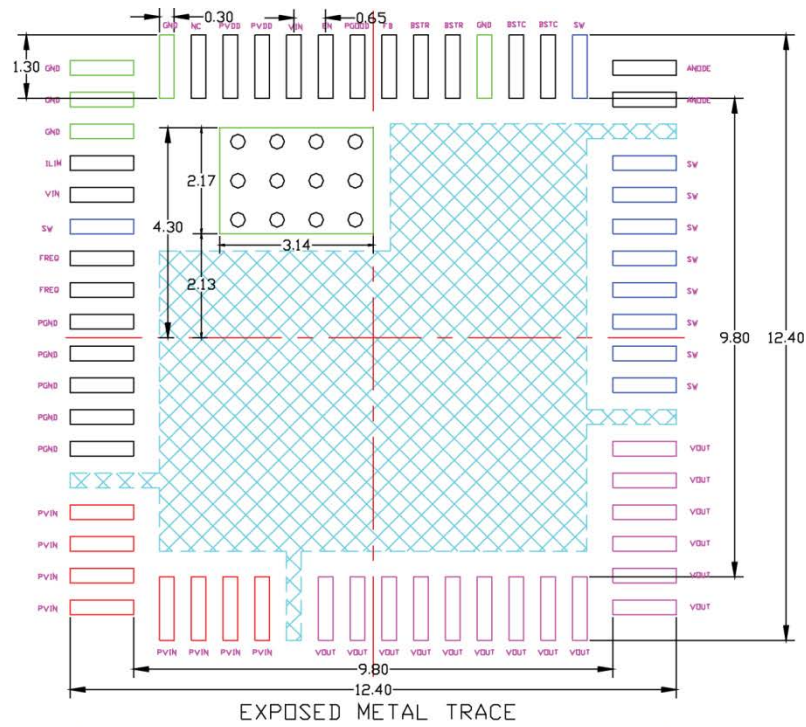 0.30 0.65
GND NC PVDD PVDD VIN EN PGOOD FB BSTR BSTR GND BSTC BSTC SW
1.30
GND
GND
GND
ILIM
VIN
SW
FREQ
FREQ
PGND
PGND
PGND
PGND
PGND
PVIN
PVIN
PVIN
PVIN
2.17
4.30
3.14
2.13
ANODE
ANODE
SW
SW
SW
SW
SW
SW
SW
SW
VOUT
VOUT
VOUT
VOUT
VOUT
VOUT
9.80
12.40
PVIN PVIN PVIN PVIN VOUT VOUT VOUT VOUT VOUT VOUT VOUT VOUT VOUT
9.80
12.40
EXPOSED METAL TRACE